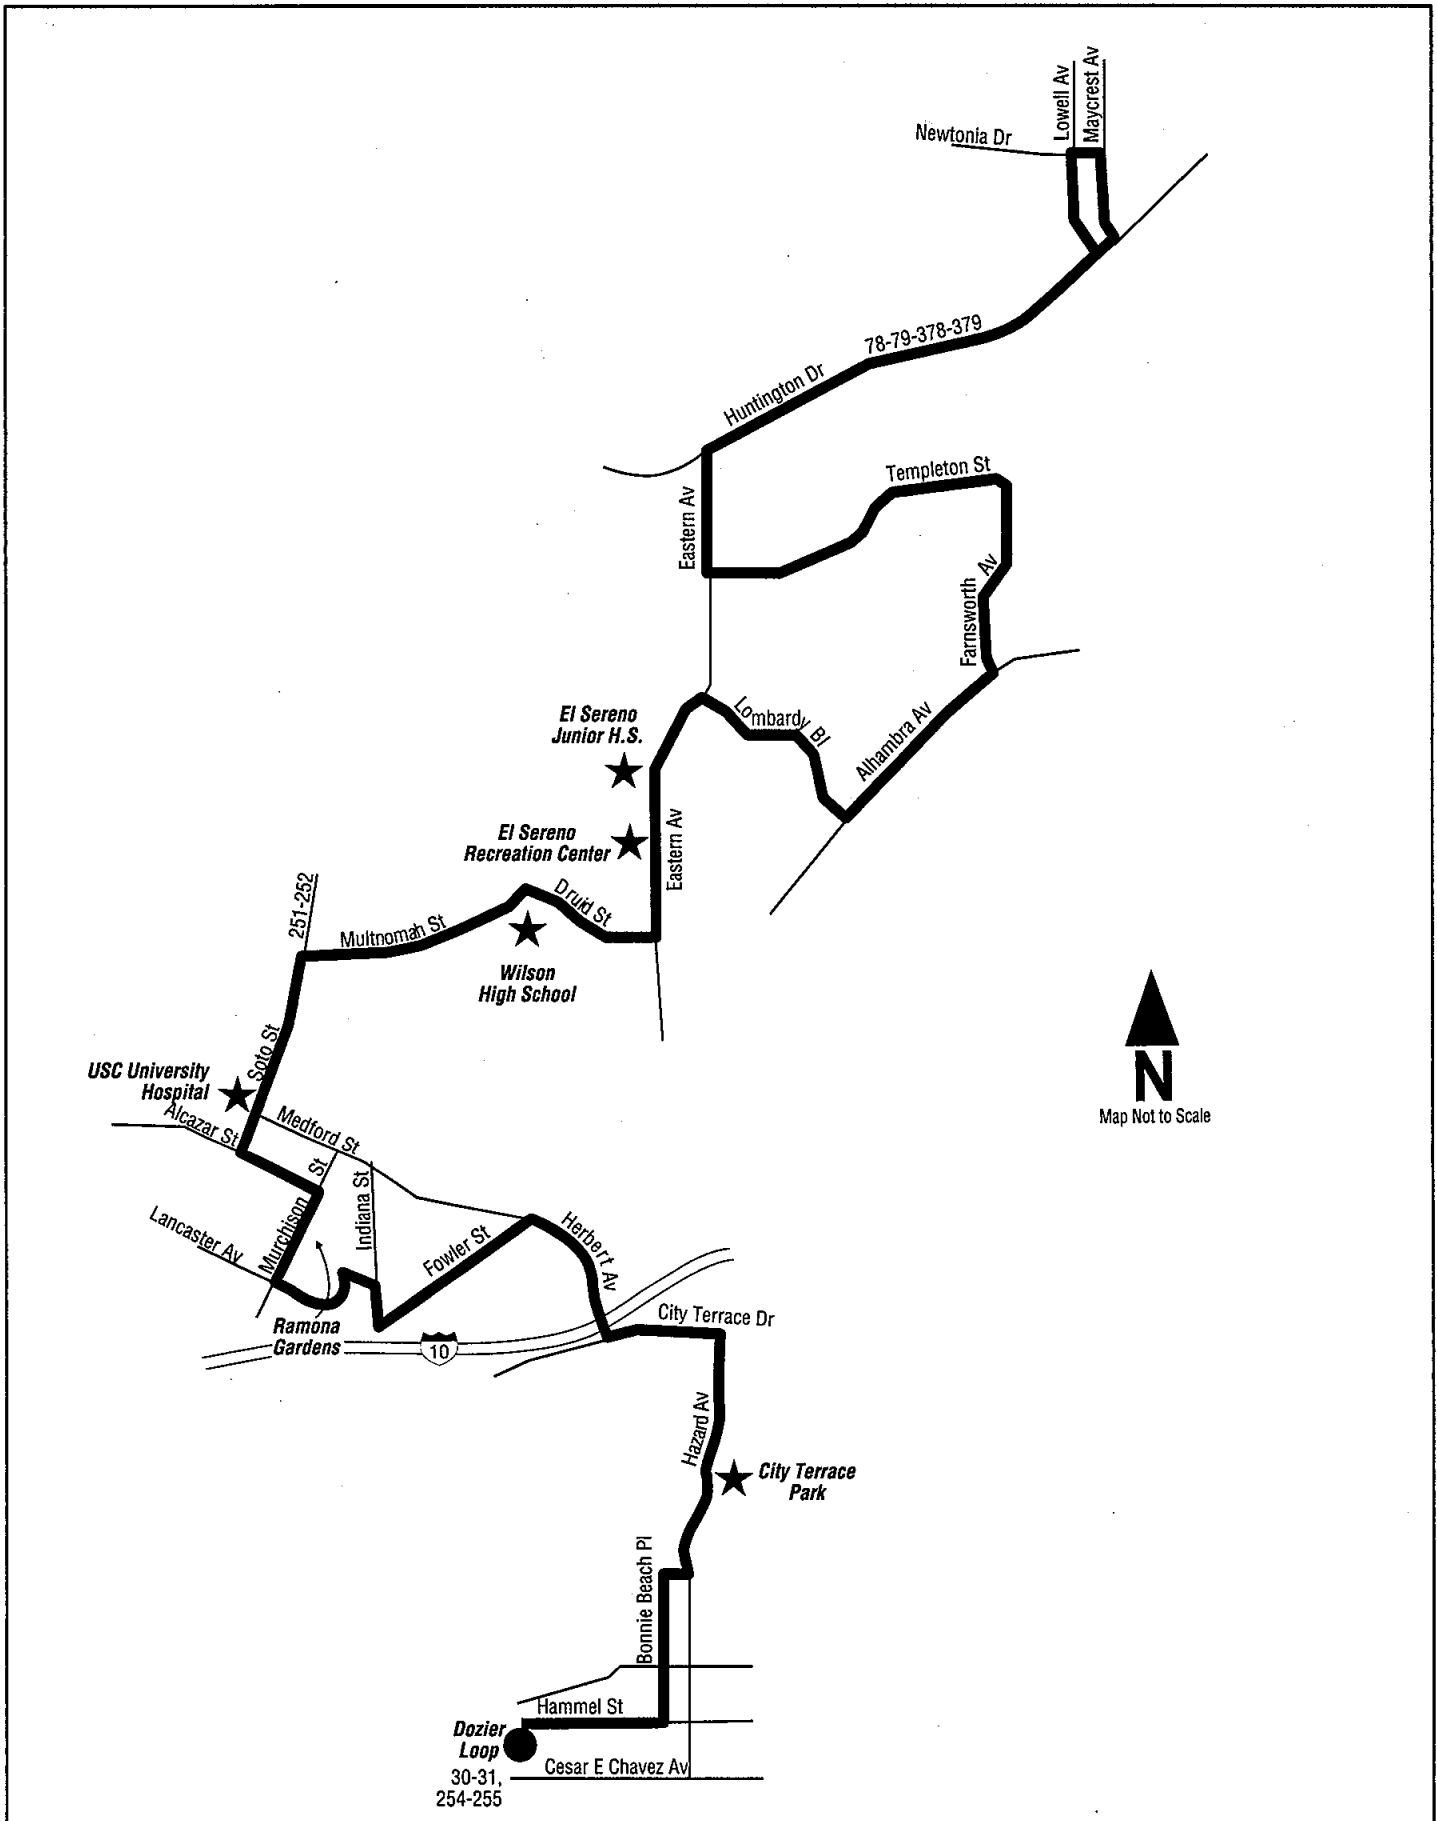 Lowell Av
Maycrest Av
Newtonia Dr
78-79-378-379
Huntington Dr
Templeton St
Eastern Av
Farnsworth Av
El Sereno
Junior H.S.
Lombardy Bl
Alhambra Av
El Sereno
Recreation Center
Eastern Av
251-252
Druid St
Multnomah St
Wilson
High School
Soto St
USC University
Hospital
Alcazar St
Medford St
N
Map Not to Scale
Murchison St
Indiana St
Lancaster Av
Fowler St
Herbert Av
Ramona
Gardens
10
City Terrace Dr
Hazard Av
City Terrace
Park
Bonnie Beach Pl
Hammel St
Dozier
Loop
Cesar E Chavez Av
30-31,
254-255